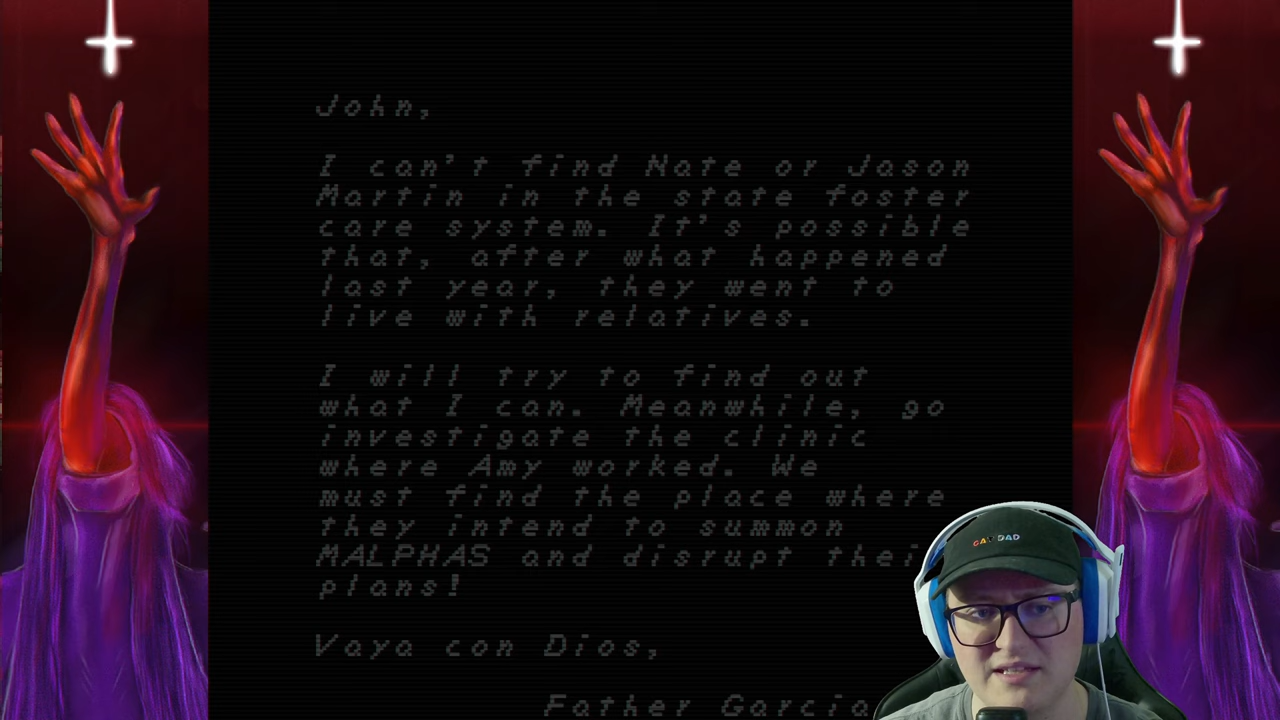 John,
I can't find Nate or Jason
Martin in the state foster
care system. It's possible
that, after what happened
last year, they went to
live with relatives.
I will try to find out
what I can. Meanwhile, go
investigate the clinic
where Amy worked. We
must find the place where
they intend to summon
MALPHAS and disrupt thei
plans!
Vaya con Dios,
Father Garcia
GAY DAD